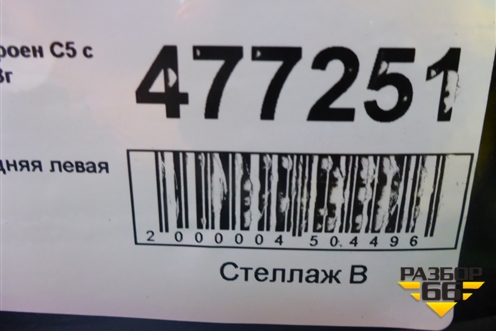 роен С5 с
477251
дняя левая
2000004504496
Стеллаж В
РАЗБОР
66